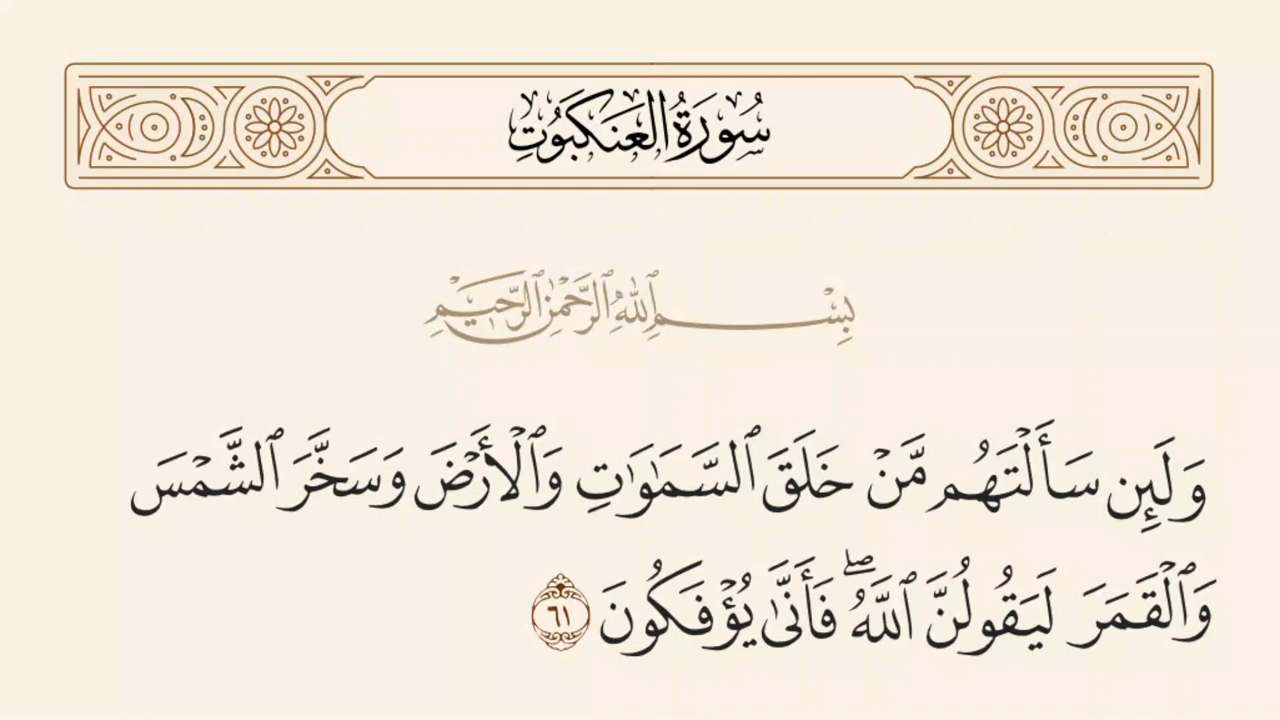 سُورَةُ العَنكَبُوتِ
بِسْمِ ٱللَّهِ ٱلرَّحْمَٰنِ ٱلرَّحِيمِ
وَلَئِن سَأَلْتَهُم مَّنْ خَلَقَ ٱلسَّمَٰوَٰتِ وَٱلْأَرْضَ وَسَخَّرَ ٱلشَّمْسَ
وَٱلْقَمَرَ لَيَقُولُنَّ ٱللَّهُ ۖ فَأَنَّىٰ يُؤْفَكُونَ ٦١